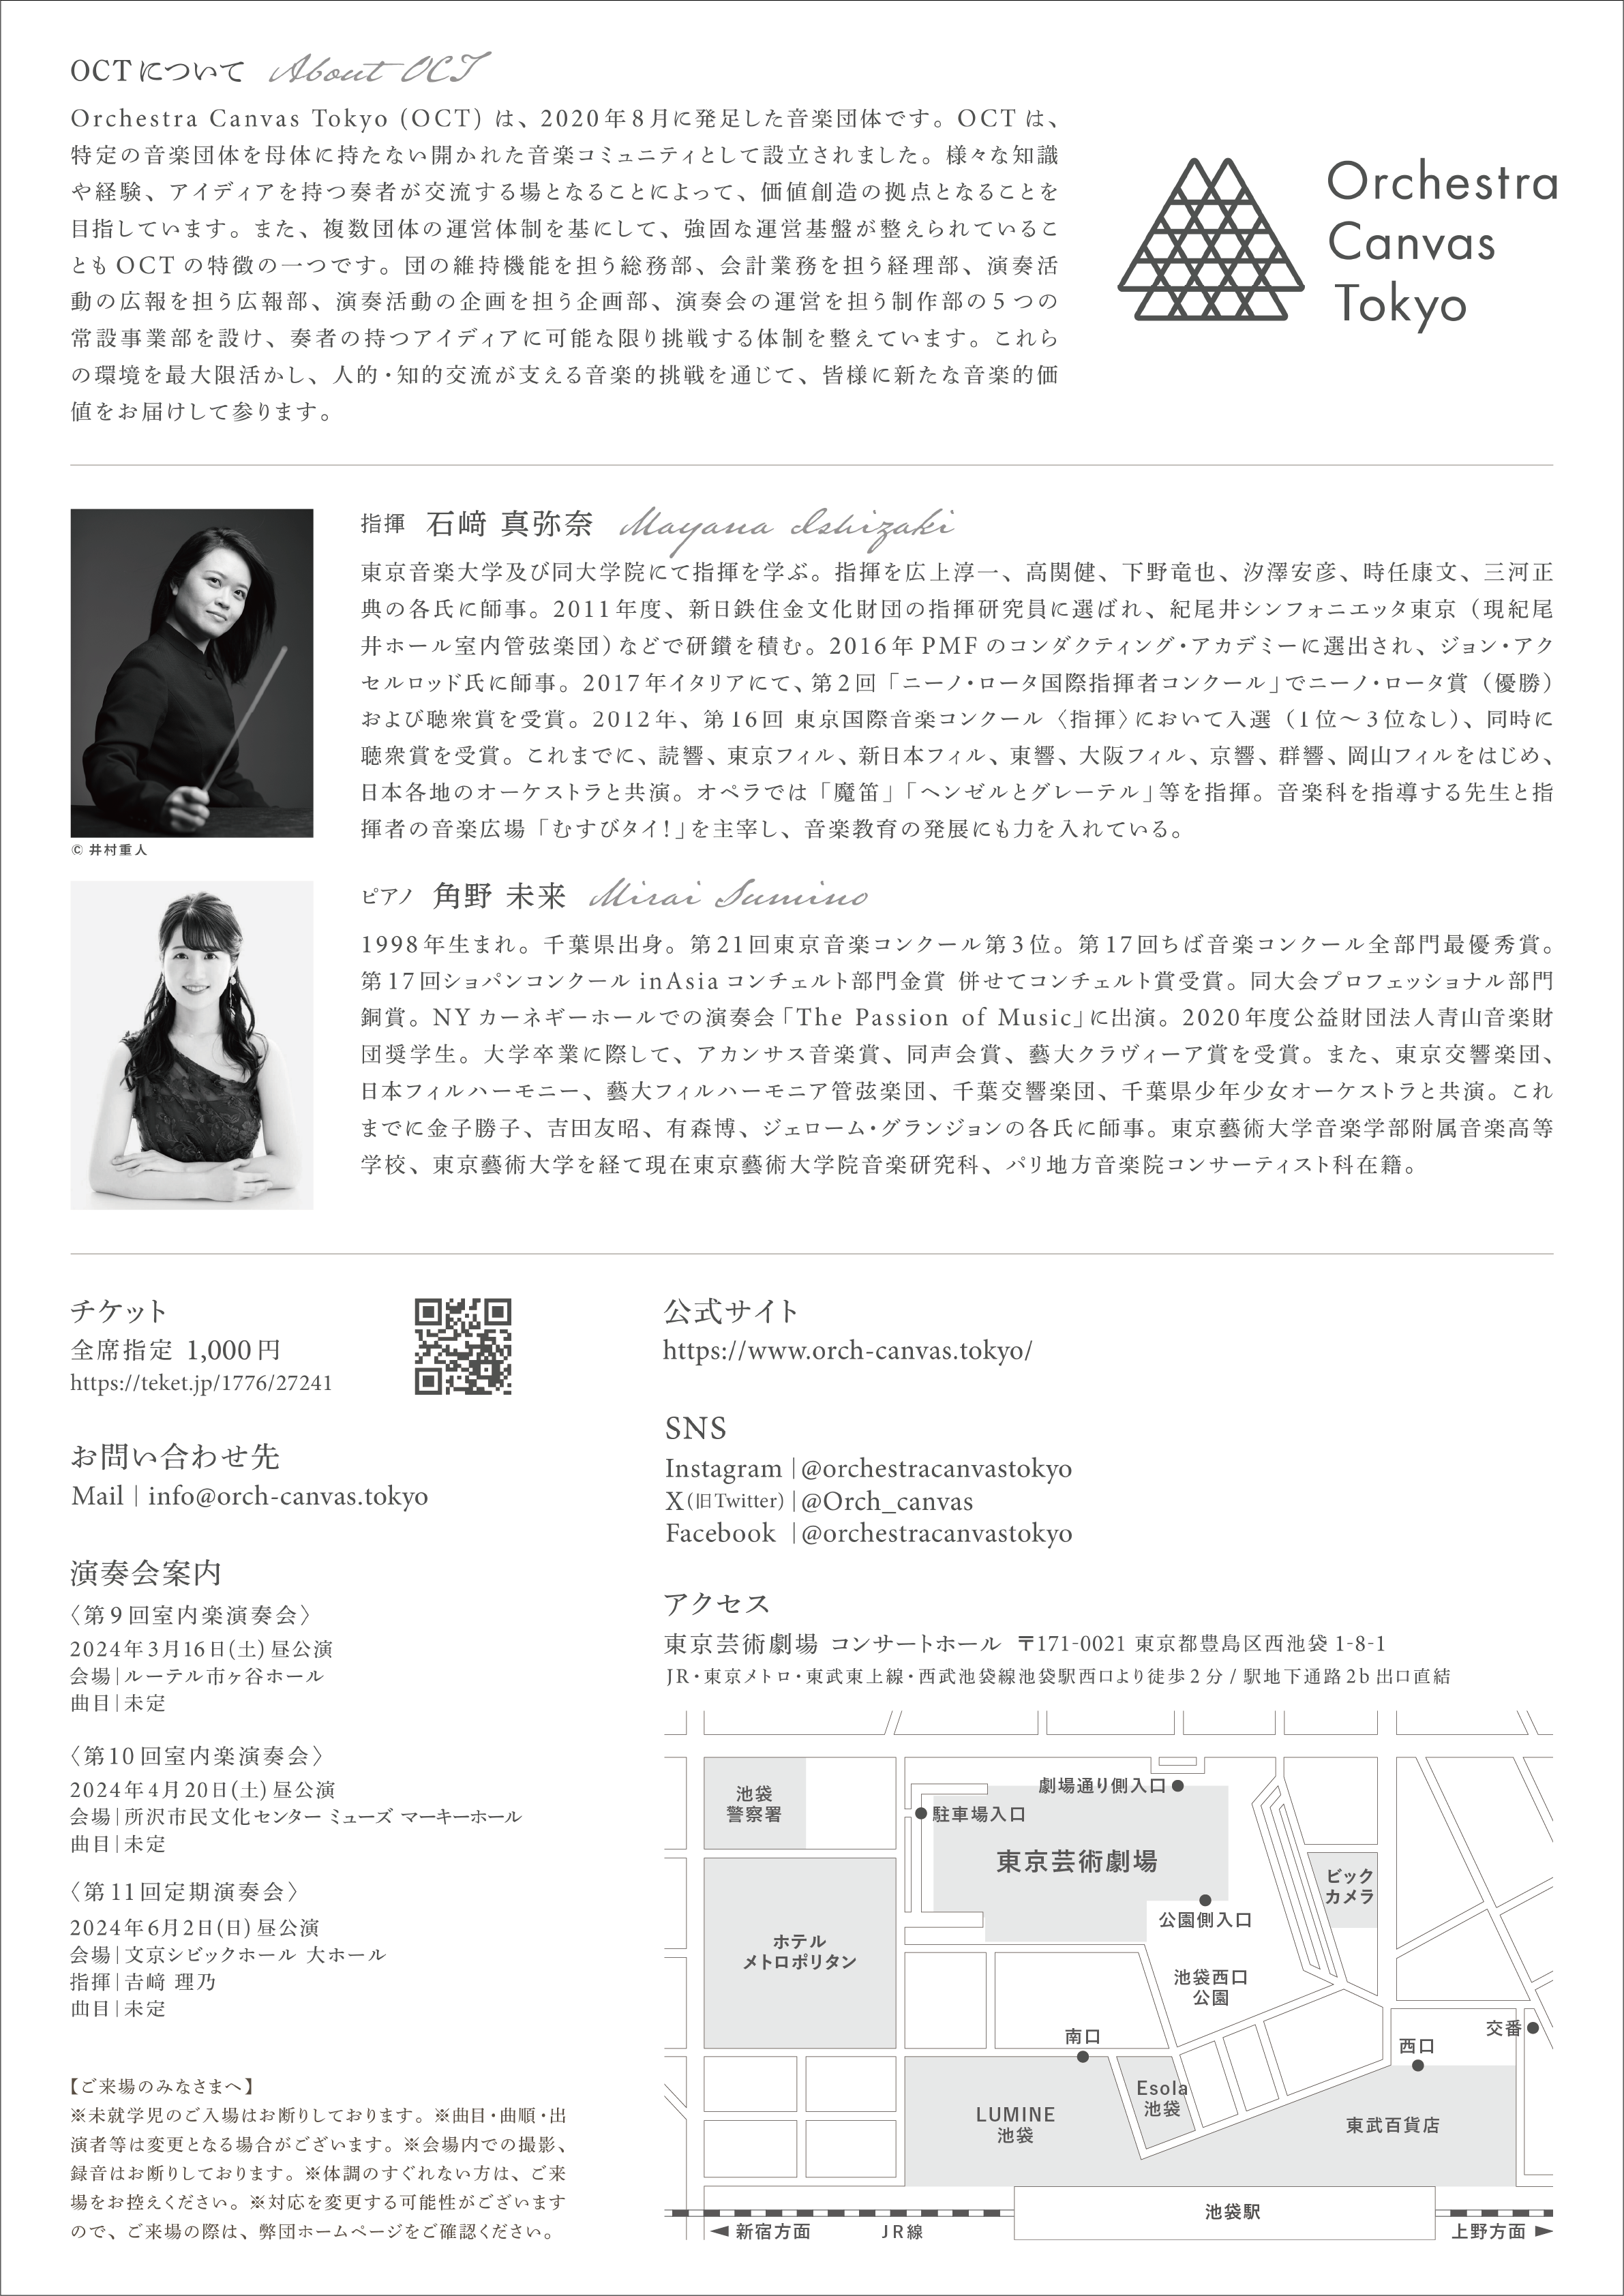 OCTについて About OCT
Orchestra Canvas Tokyo (OCT) は、2020年8月に発足した音楽団体です。OCTは、
特定の音楽団体を母体に持たない開かれた音楽コミュニティとして設立されました。様々な知識
や経験、アイディアを持つ奏者が交流する場となることによって、価値創造の拠点となることを
目指しています。また、複数団体の運営体制を基にして、強固な運営基盤が整えられているこ
ともOCTの特徴の一つです。団の維持機能を担う総務部、会計業務を担う経理部、演奏活
動の広報を担う広報部、演奏活動の企画を担う企画部、演奏会の運営を担う制作部の5つの
常設事業部を設け、奏者の持つアイディアに可能な限り挑戦する体制を整えています。これら
の環境を最大限活かし、人的・知的交流が支える音楽的挑戦を通じて、皆様に新たな音楽的価
値をお届けして参ります。
Orchestra
Canvas
Tokyo
指揮 石﨑 真弥奈 Mayana Ishizaki
東京音楽大学及び同大学院にて指揮を学ぶ。指揮を広上淳一、高関健、下野竜也、汐澤安彦、時任康文、三河正
典の各氏に師事。2011年度、新日鉄住金文化財団の指揮研究員に選ばれ、紀尾井シンフォニエッタ東京（現紀尾
井ホール室内管弦楽団）などで研鑽を積む。2016年 PMF のコンダクティング・アカデミーに選出され、ジョン・アク
セルロッド氏に師事。2017年イタリアにて、第2回「ニーノ・ロータ国際指揮者コンクール」でニーノ・ロータ賞（優勝）
および聴衆賞を受賞。2012年、第16回 東京国際音楽コンクール〈指揮〉において入選（1位〜3位なし）、同時に
聴衆賞を受賞。これまでに、読響、東京フィル、新日本フィル、東響、大阪フィル、京響、群響、岡山フィルをはじめ、
日本各地のオーケストラと共演。オペラでは「魔笛」「ヘンゼルとグレーテル」等を指揮。音楽科を指導する先生と指
揮者の音楽広場「むすびタイ！」を主宰し、音楽教育の発展にも力を入れている。
© 井村重人
ピアノ 角野 未来 Mirai Sumino
1998年生まれ。千葉県出身。第21回東京音楽コンクール第3位。第17回ちば音楽コンクール全部門最優秀賞。
第17回ショパンコンクール inAsia コンチェルト部門金賞 併せてコンチェルト賞受賞。同大会プロフェッショナル部門
銅賞。NYカーネギーホールでの演奏会「The Passion of Music」に出演。2020年度公益財団法人青山音楽財
団奨学生。大学卒業に際して、アカンサス音楽賞、同声会賞、藝大クラヴィーア賞を受賞。また、東京交響楽団、
日本フィルハーモニー、藝大フィルハーモニア管弦楽団、千葉交響楽団、千葉県少年少女オーケストラと共演。これ
までに金子勝子、吉田友昭、有森博、ジェローム・グランジョンの各氏に師事。東京藝術大学音楽学部附属音楽高等
学校、東京藝術大学を経て現在東京藝術大学院音楽研究科、パリ地方音楽院コンサーティスト科在籍。
チケット
全席指定 1,000円
https://teket.jp/1776/27241
お問い合わせ先
Mail | info@orch-canvas.tokyo
演奏会案内
〈第9回室内楽演奏会〉
2024年3月16日(土) 昼公演
会場|ルーテル市ヶ谷ホール
曲目|未定
〈第10回室内楽演奏会〉
2024年4月20日(土) 昼公演
会場|所沢市民文化センター ミューズ マーキーホール
曲目|未定
〈第11回定期演奏会〉
2024年6月2日(日) 昼公演
会場|文京シビックホール 大ホール
指揮|𠮷﨑 理乃
曲目|未定
【ご来場のみなさまへ】
※未就学児のご入場はお断りしております。※曲目・曲順・出
演者等は変更となる場合がございます。※会場内での撮影、
録音はお断りしております。※体調のすぐれない方は、ご来
場をお控えください。※対応を変更する可能性がございます
ので、ご来場の際は、弊団ホームページをご確認ください。
公式サイト
https://www.orch-canvas.tokyo/
SNS
Instagram |@orchestracanvastokyo
X(旧Twitter) |@Orch_canvas
Facebook |@orchestracanvastokyo
アクセス
東京芸術劇場 コンサートホール 〒171-0021 東京都豊島区西池袋 1-8-1
JR・東京メトロ・東武東上線・西武池袋線池袋駅西口より徒歩2分 / 駅地下通路2b出口直結
池袋
警察署
劇場通り側入口
駐車場入口
東京芸術劇場
ビック
カメラ
公園側入口
ホテル
メトロポリタン
池袋西口
公園
南口
交番
西口
Esola
池袋
LUMINE
池袋
東武百貨店
池袋駅
◀ 新宿方面
JR線
上野方面 ▶